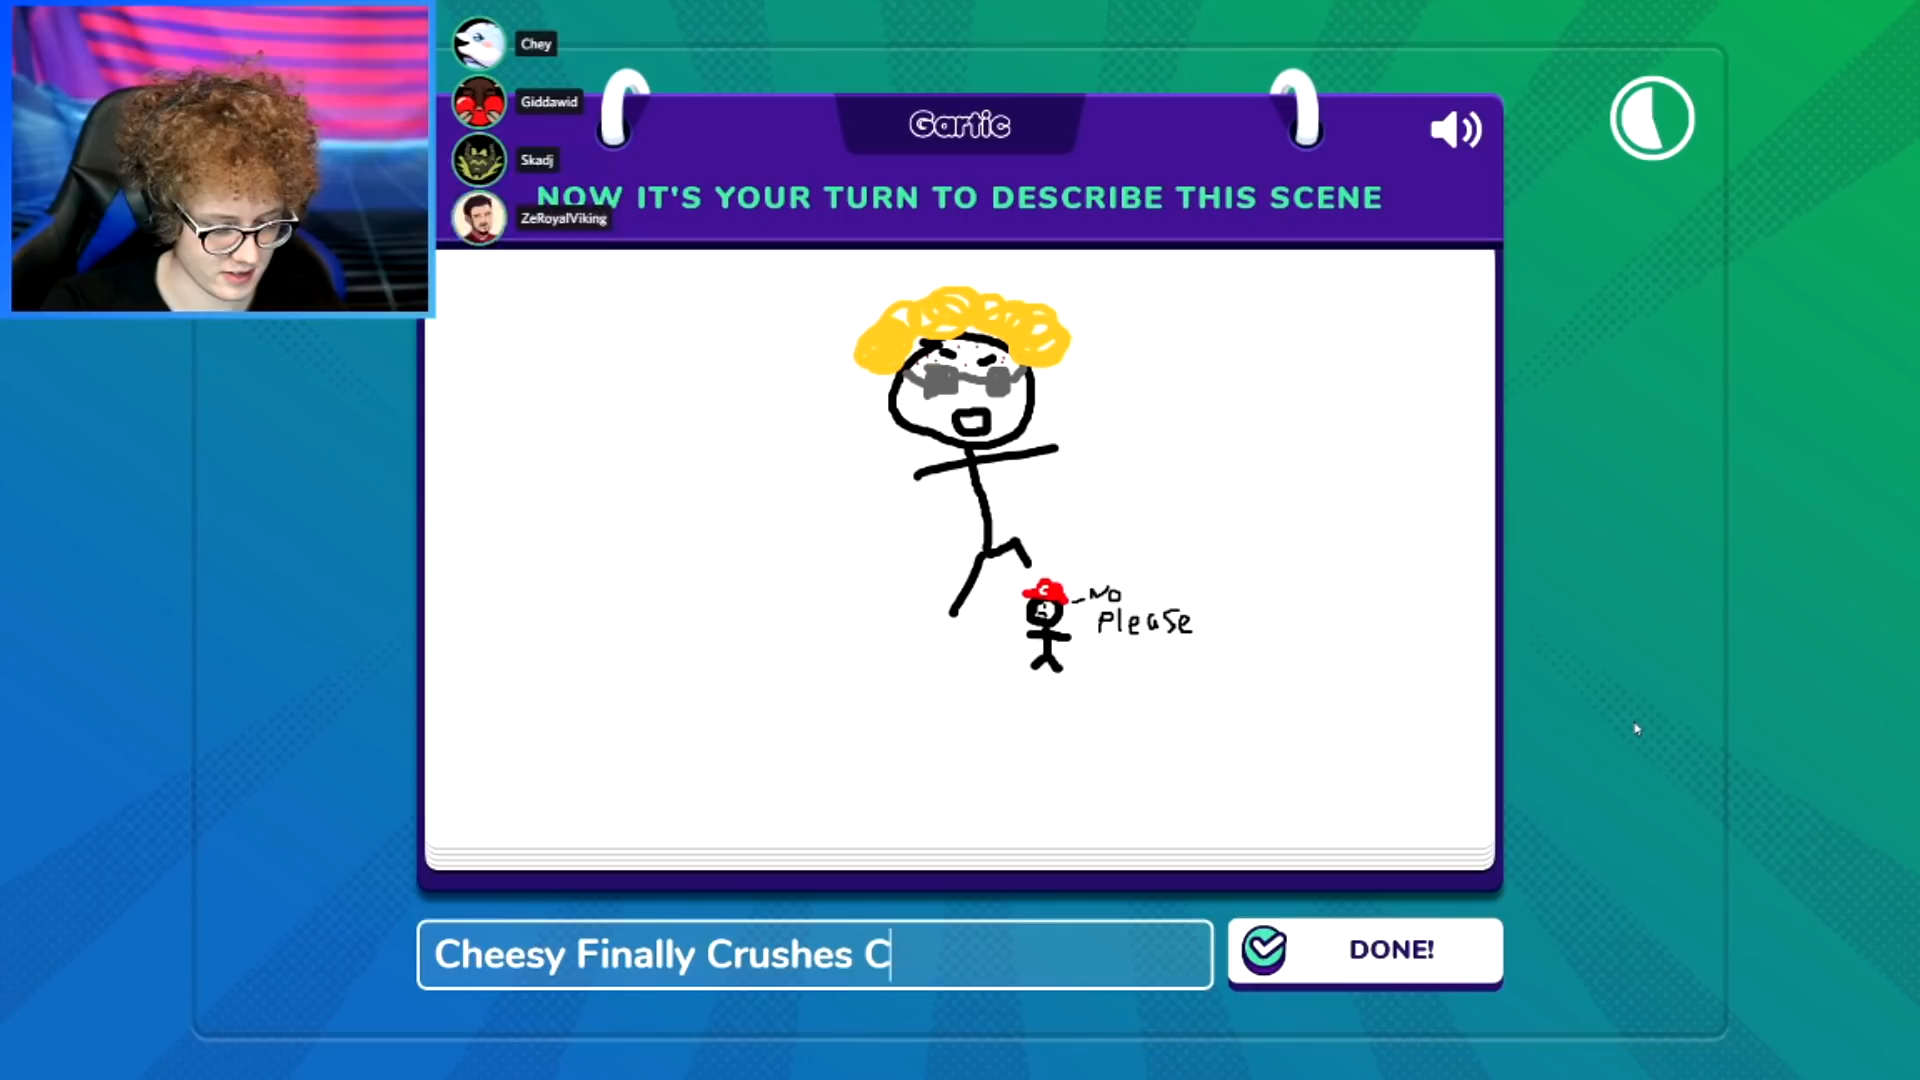 Chey
Giddawid
Skadj
ZeRoyalViking
Gartic
NOW IT'S YOUR TURN TO DESCRIBE THIS SCENE
C
NO
Please
Cheesy Finally Crushes C
DONE!